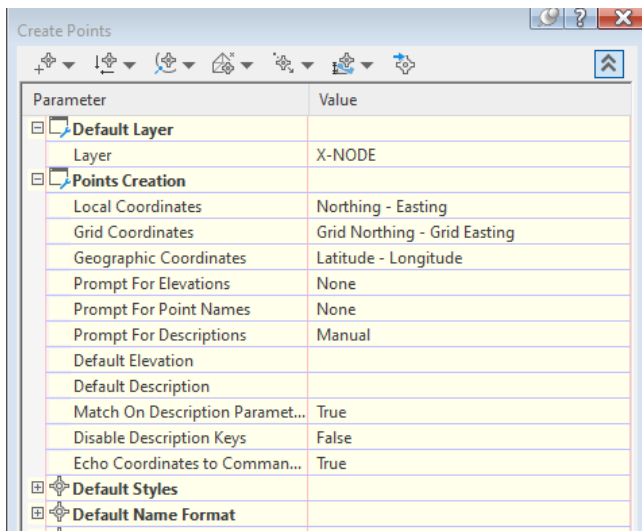 Create Points
Parameter Value
Default Layer
Layer X-NODE
Points Creation
Local Coordinates Northing - Easting
Grid Coordinates Grid Northing - Grid Easting
Geographic Coordinates Latitude - Longitude
Prompt For Elevations None
Prompt For Point Names None
Prompt For Descriptions Manual
Default Elevation
Default Description
Match On Description Paramet... True
Disable Description Keys False
Echo Coordinates to Comman... True
Default Styles
Default Name Format